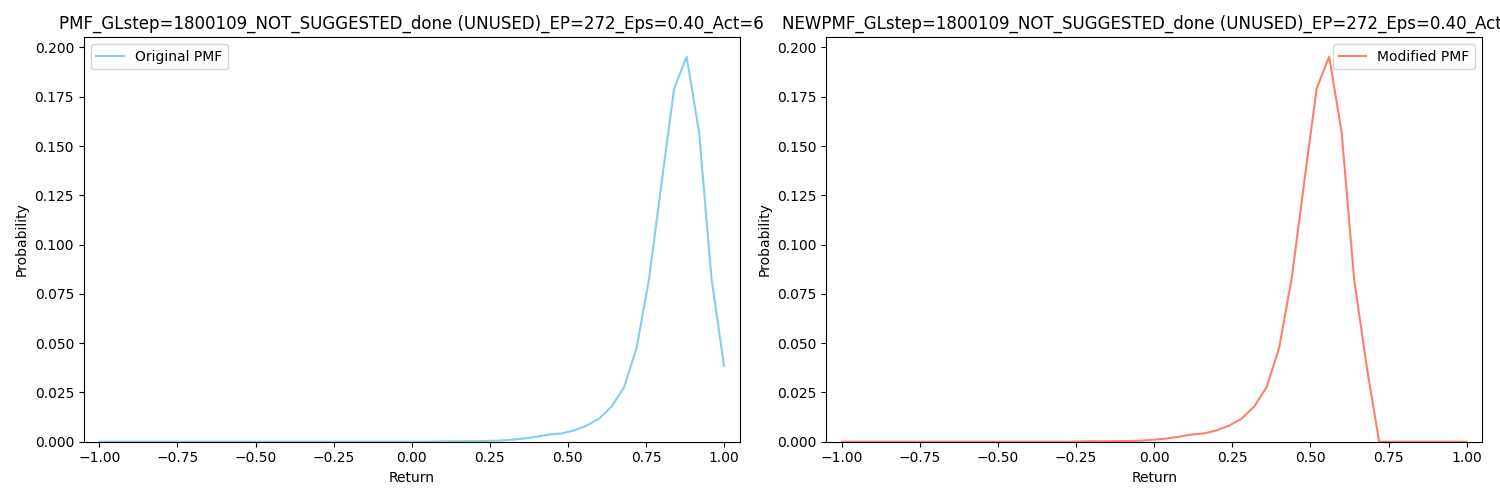 PMF_GLstep=1800109_NOT_SUGGESTED_done (UNUSED)_EP=272_Eps=0.40_Act=6
Original PMF
0.200
0.175
0.150
0.125
0.100
0.075
0.050
0.025
0.000
Probability
−1.00 −0.75 −0.50 −0.25 0.00 0.25 0.50 0.75 1.00
Return
NEWPMF_GLstep=1800109_NOT_SUGGESTED_done (UNUSED)_EP=272_Eps=0.40_Act
Modified PMF
0.200
0.175
0.150
0.125
0.100
0.075
0.050
0.025
0.000
Probability
−1.00 −0.75 −0.50 −0.25 0.00 0.25 0.50 0.75 1.00
Return